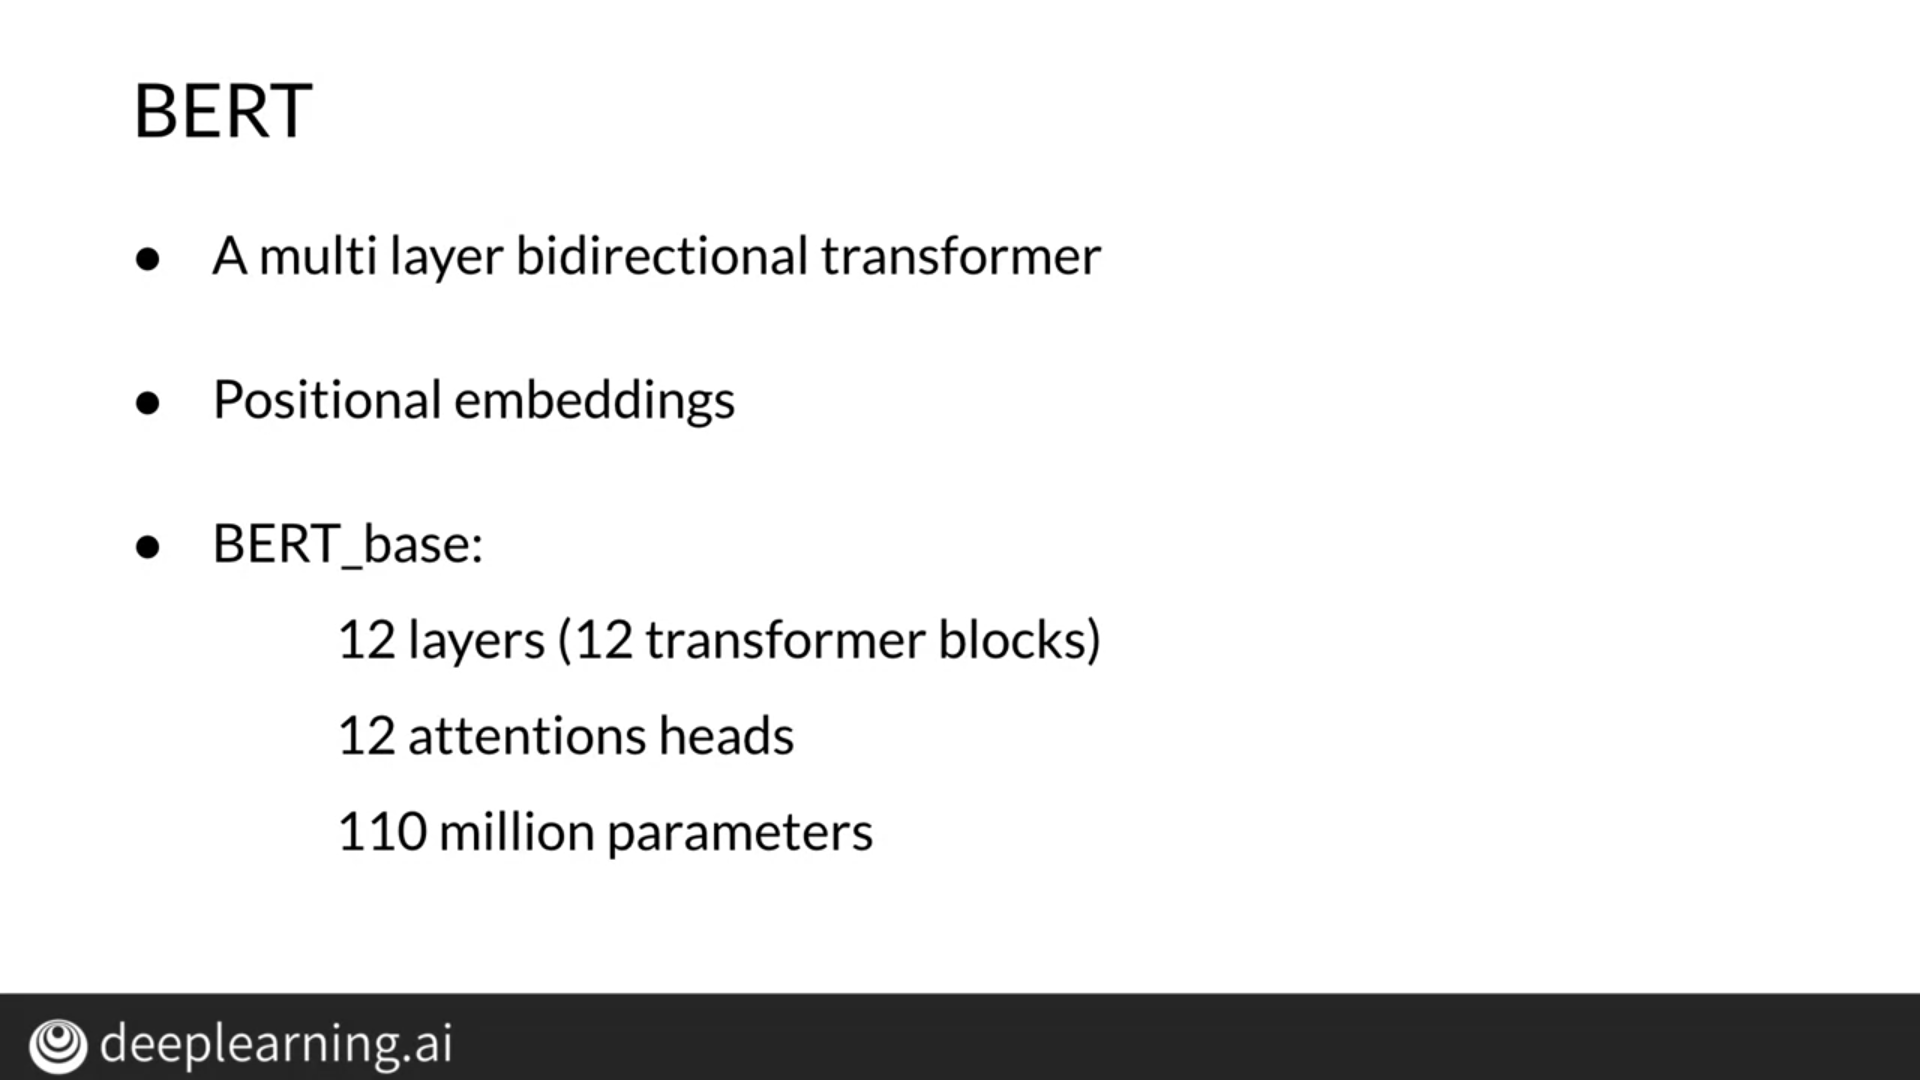 BERT
● A multi layer bidirectional transformer
● Positional embeddings
● BERT_base:
12 layers (12 transformer blocks)
12 attentions heads
110 million parameters
deeplearning.ai